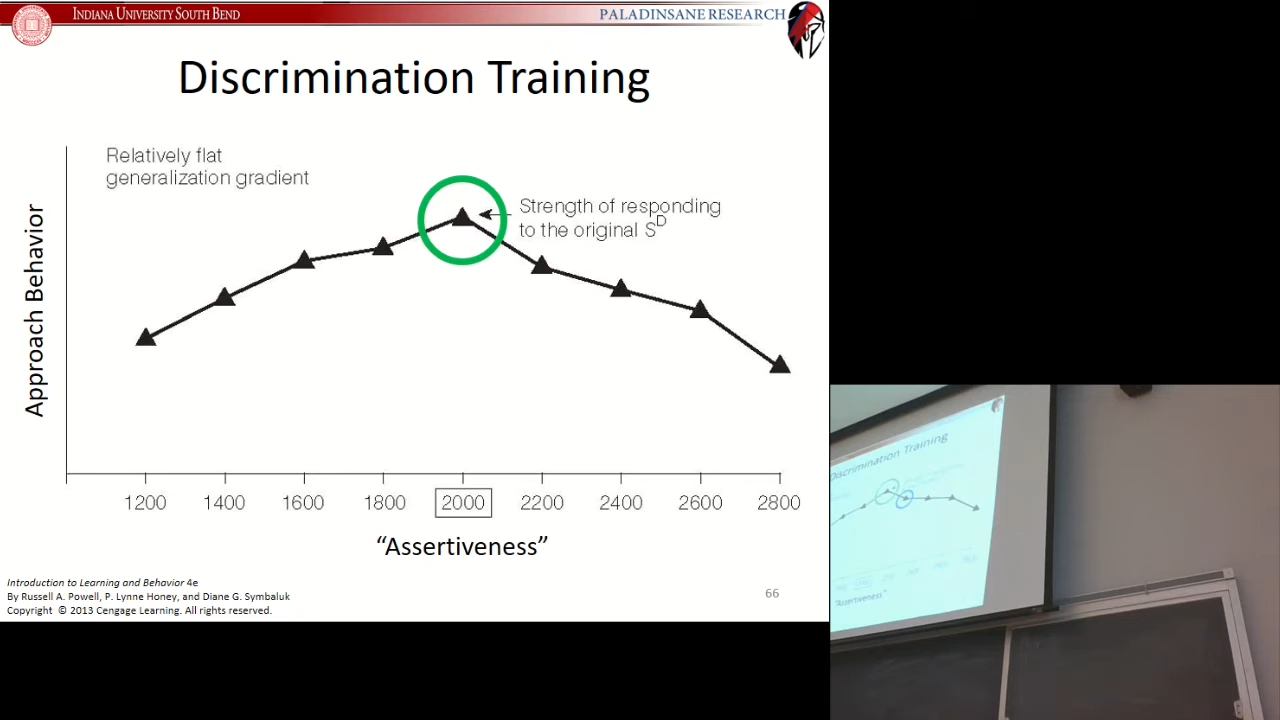 INDIANA UNIVERSITY SOUTH BEND
PALADINSANE RESEARCH
Discrimination Training
Relatively flat
generalization gradient
Strength of responding
to the original S^D
Approach Behavior
1200 1400 1600 1800 2000 2200 2400 2600 2800
“Assertiveness”
Introduction to Learning and Behavior 4e
By Russell A. Powell, P. Lynne Honey, and Diane G. Symbaluk
Copyright © 2013 Cengage Learning. All rights reserved.
66
Discrimination Training
"Assertiveness"